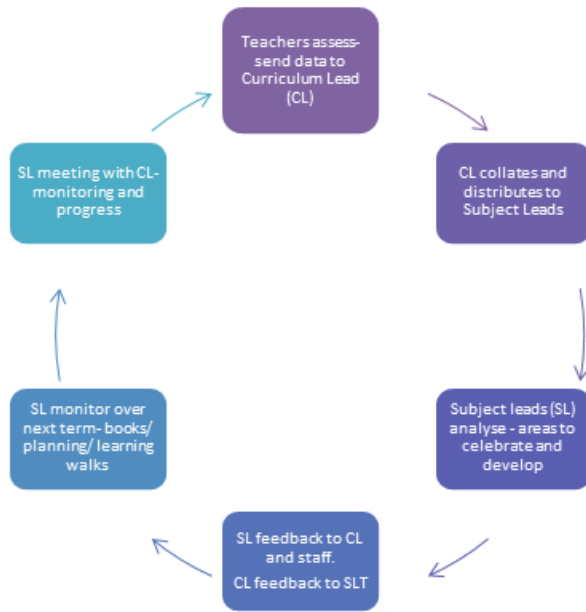 Teachers assess-
send data to
Curriculum Lead
(CL)
CL collates and
distributes to
Subject Leads
Subject leads (SL)
analyse - areas to
celebrate and
develop
SL feedback to CL
and staff.
CL feedback to SLT
SL monitor over
next term- books/
planning/ learning
walks
SL meeting with CL-
monitoring and
progress